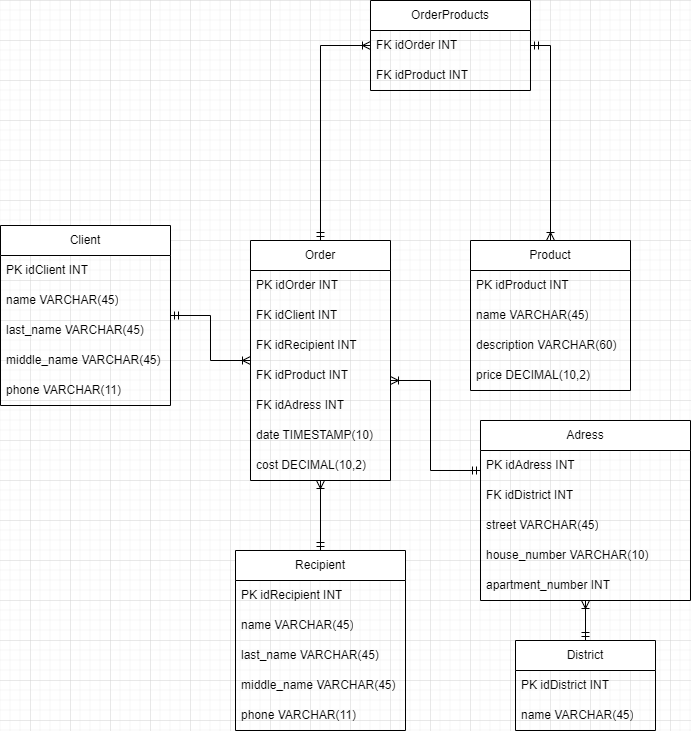 OrderProducts
FK idOrder INT
FK idProduct INT
Client
PK idClient INT
name VARCHAR(45)
last_name VARCHAR(45)
middle_name VARCHAR(45)
phone VARCHAR(11)
Order
PK idOrder INT
FK idClient INT
FK idRecipient INT
FK idProduct INT
FK idAdress INT
date TIMESTAMP(10)
cost DECIMAL(10,2)
Product
PK idProduct INT
name VARCHAR(45)
description VARCHAR(60)
price DECIMAL(10,2)
Adress
PK idAdress INT
FK idDistrict INT
street VARCHAR(45)
house_number VARCHAR(10)
apartment_number INT
Recipient
PK idRecipient INT
name VARCHAR(45)
last_name VARCHAR(45)
middle_name VARCHAR(45)
phone VARCHAR(11)
District
PK idDistrict INT
name VARCHAR(45)